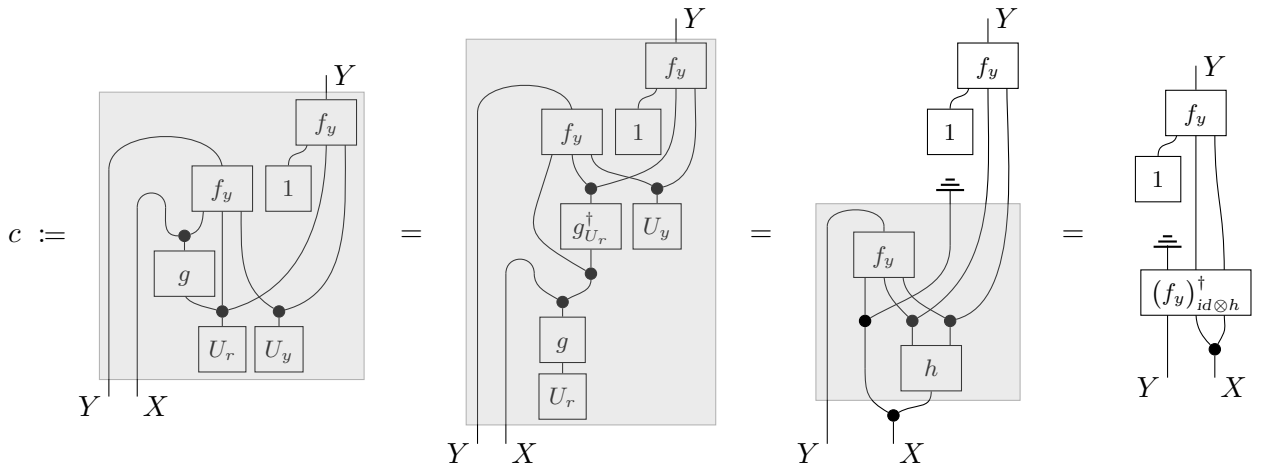 Y
f_y
f_y
1
g
U_r
U_y
Y
X
c :=
=
Y
f_y
1
f_y
g^†_{U_r}
U_y
g
U_r
Y
X
=
Y
f_y
1
f_y
h
Y
X
=
Y
f_y
1
(f_y)^†_{id⊗h}
Y
X